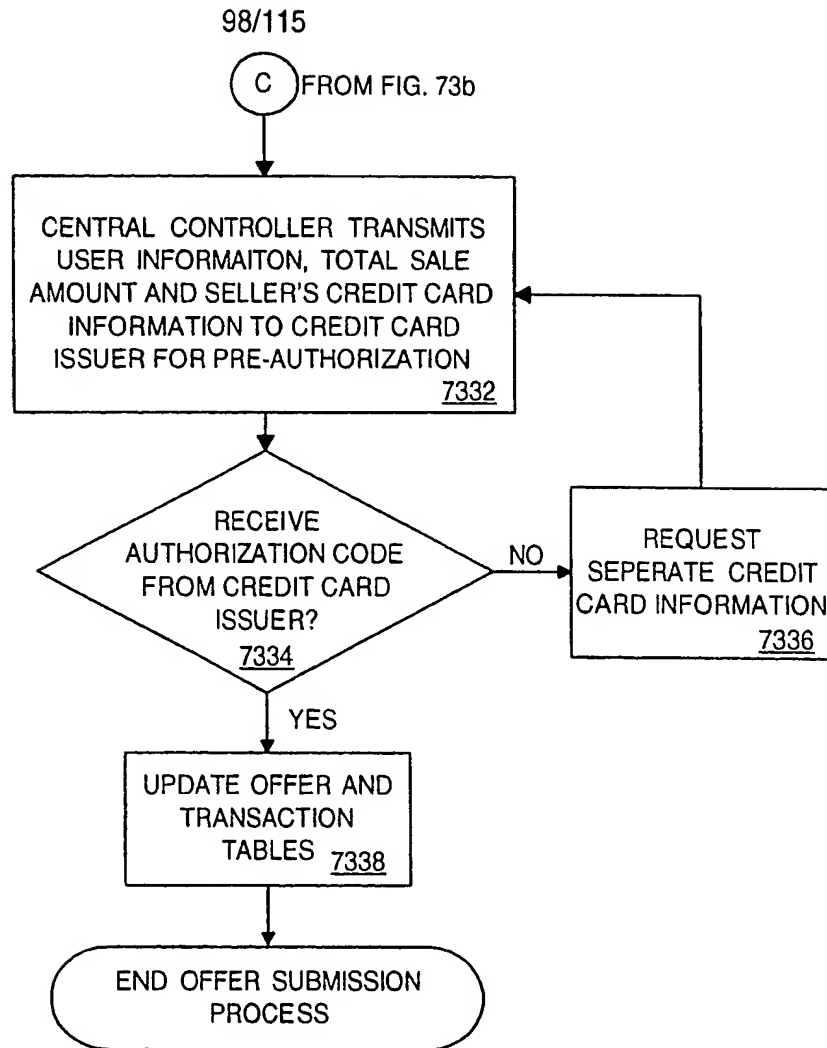 98/115
C FROM FIG. 73b
CENTRAL CONTROLLER TRANSMITS
USER INFORMAITON, TOTAL SALE
AMOUNT AND SELLER'S CREDIT CARD
INFORMATION TO CREDIT CARD
ISSUER FOR PRE-AUTHORIZATION
7332
RECEIVE
AUTHORIZATION CODE
FROM CREDIT CARD
ISSUER?
7334
NO
REQUEST
SEPERATE CREDIT
CARD INFORMATION
7336
YES
UPDATE OFFER AND
TRANSACTION
TABLES 7338
END OFFER SUBMISSION
PROCESS